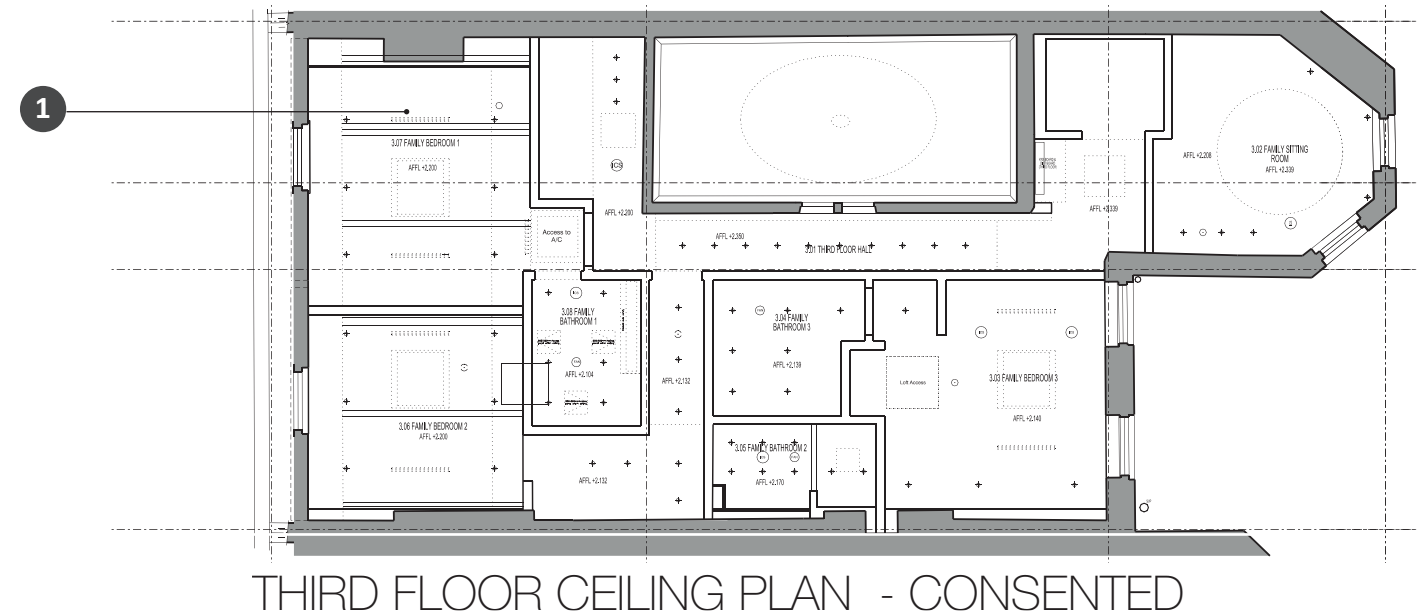 1
3.07 FAMILY BEDROOM 1
AFFL +2.200
ICS
AFFL +2.200
Access to
A/C
AFFL +2.350
3.01 THIRD FLOOR HALL
AFFL +2.339
AFFL +2.208
3.02 FAMILY SITTING
ROOM
AFFL +2.339
2
3.08 FAMILY
BATHROOM 1
AFFL +2.104
AFFL +2.132
3.04 FAMILY
BATHROOM 3
AFFL +2.139
Loft Access
3.03 FAMILY BEDROOM 3
AFFL +2.140
3.06 FAMILY BEDROOM 2
AFFL +2.200
AFFL +2.132
3.05 FAMILY BATHROOM 2
AFFL +2.170
THIRD FLOOR CEILING PLAN - CONSENTED